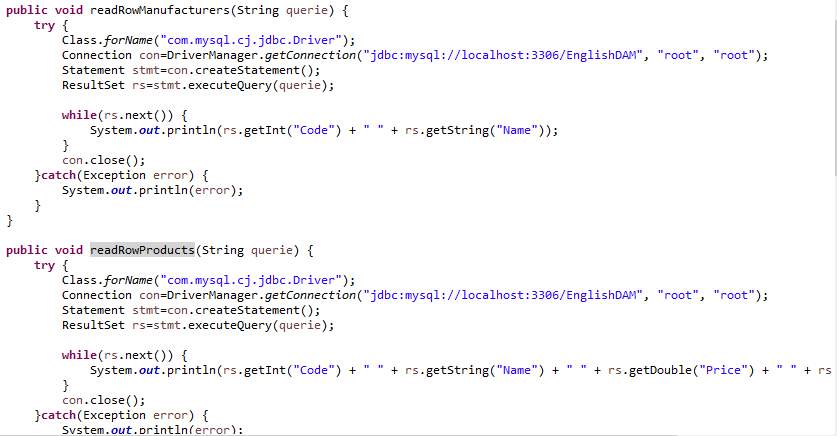 public void readRowManufacturers(String querie) {
try {
Class.forName("com.mysql.cj.jdbc.Driver");
Connection con=DriverManager.getConnection("jdbc:mysql://localhost:3306/EnglishDAM", "root", "root");
Statement stmt=con.createStatement();
ResultSet rs=stmt.executeQuery(querie);
while(rs.next()) {
System.out.println(rs.getInt("Code") + " " + rs.getString("Name"));
}
con.close();
}catch(Exception error) {
System.out.println(error);
}
}
public void readRowProducts(String querie) {
try {
Class.forName("com.mysql.cj.jdbc.Driver");
Connection con=DriverManager.getConnection("jdbc:mysql://localhost:3306/EnglishDAM", "root", "root");
Statement stmt=con.createStatement();
ResultSet rs=stmt.executeQuery(querie);
while(rs.next()) {
System.out.println(rs.getInt("Code") + " " + rs.getString("Name") + " " + rs.getDouble("Price") + " " + rs
}
con.close();
}catch(Exception error) {
System.out.println(error);